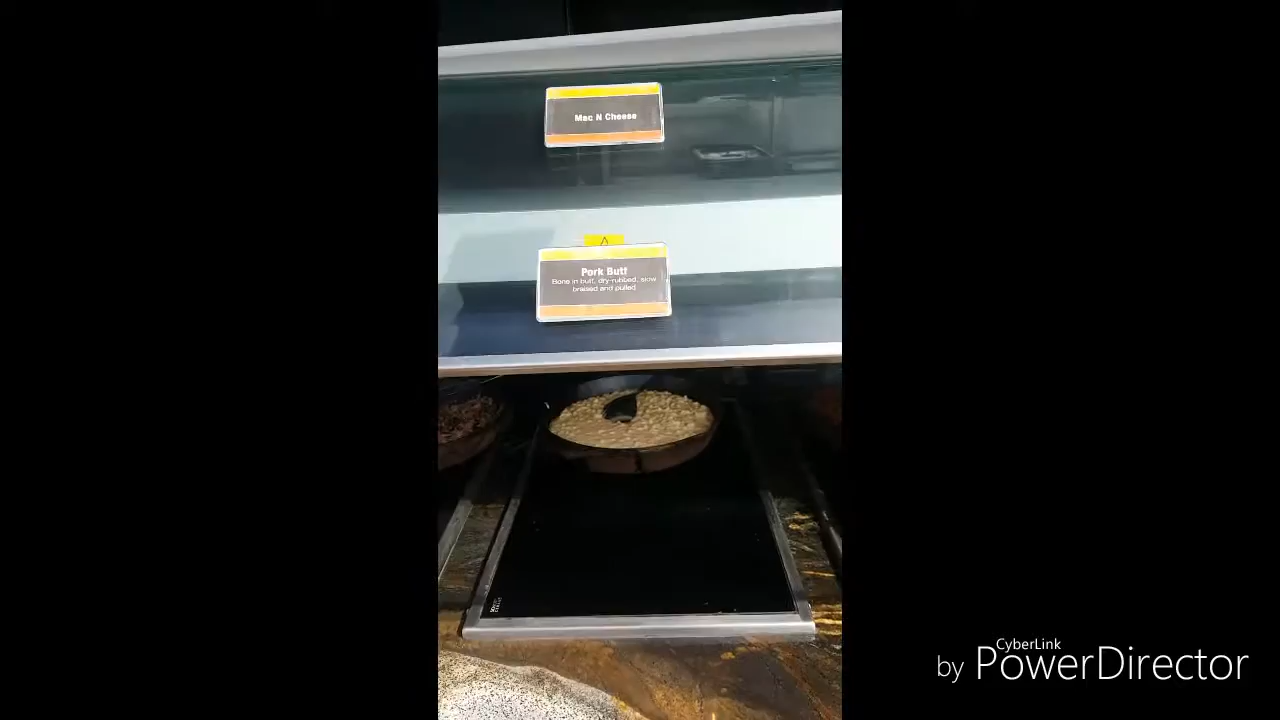 Mac N Cheese
Pork Butt
Bone in butt, dry-rubbed, slow
braised and pulled
CyberLink
by PowerDirector